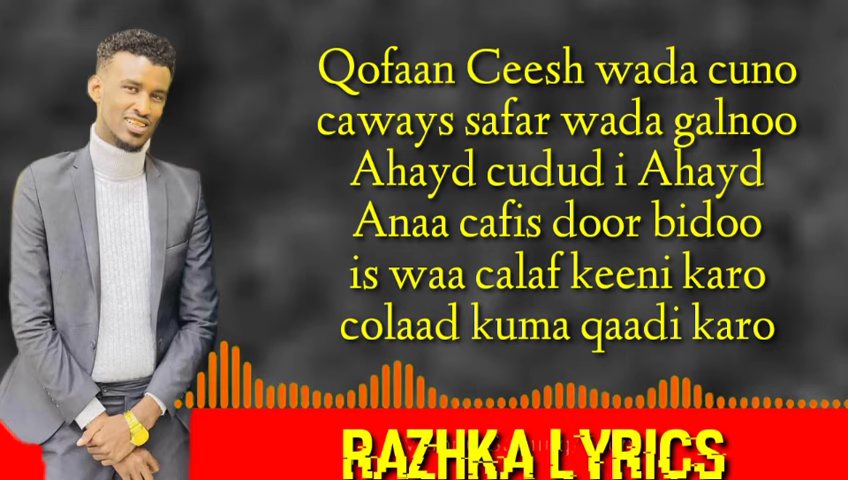 Qofaan Ceesh wada cuno
caways safar wada galnoo
Ahayd cudud i Ahayd
Anaa cafis door bidoo
is waa calaf keeni karo
colaad kuma qaadi karo
RAZHKA LYRICS